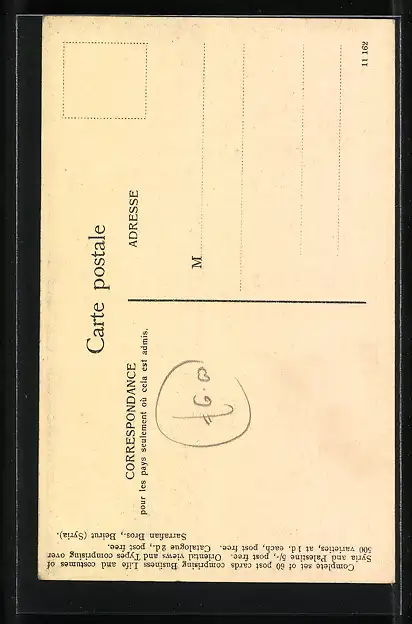 Carte postale
CORRESPONDANCE
pour les pays seulement où cela est admis.
ADRESSE
M
11 162
Complete set of 60 post cards comprising Business Life and costumes of
Syria and Palestine 5/-, post free. Oriental views and Types comprising over
500 varieties, at 1d. each, post free. Catalogue 2d., post free.
Sarrafian Bros., Beirut (Syria).